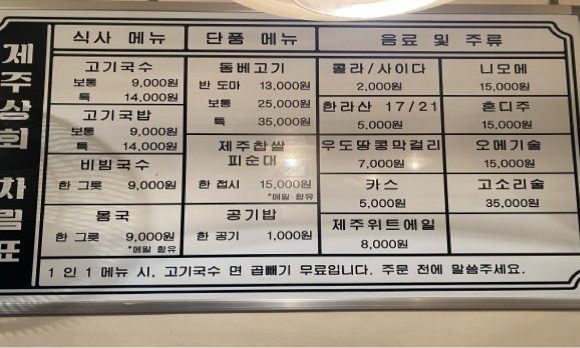 제주상회 차림표
식사 메뉴
고기국수
보통 9,000원
특 14,000원
고기국밥
보통 9,000원
특 14,000원
비빔국수
한 그릇 9,000원
몸국
한 그릇 9,000원
*메밀 함유
단품 메뉴
돔베고기
반 도마 13,000원
보통 25,000원
특 35,000원
제주찹쌀
피순대
한 접시 15,000원
*메밀 함유
공기밥
한 공기 1,000원
음료 및 주류
콜라/사이다
2,000원
한라산 17/21
5,000원
우도땅콩막걸리
7,000원
카스
5,000원
제주위트에일
8,000원
니모메
15,000원
혼디주
15,000원
오메기술
15,000원
고소리술
35,000원
1 인 1 메뉴 시, 고기국수 면 곱빼기 무료입니다. 주문 전에 말씀주세요.